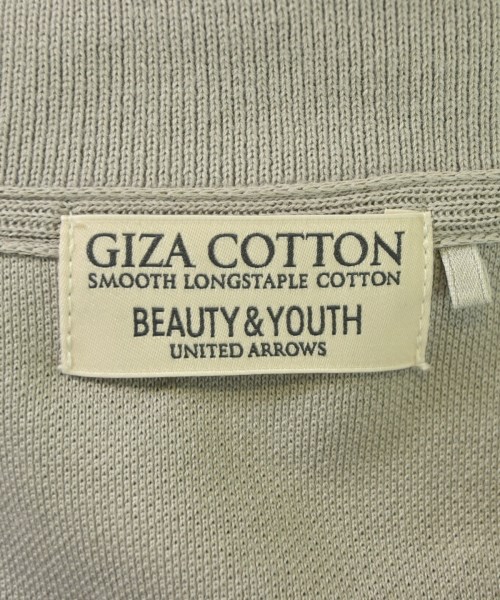 GIZA COTTON
SMOOTH LONGSTAPLE COTTON
BEAUTY & YOUTH
UNITED ARROWS